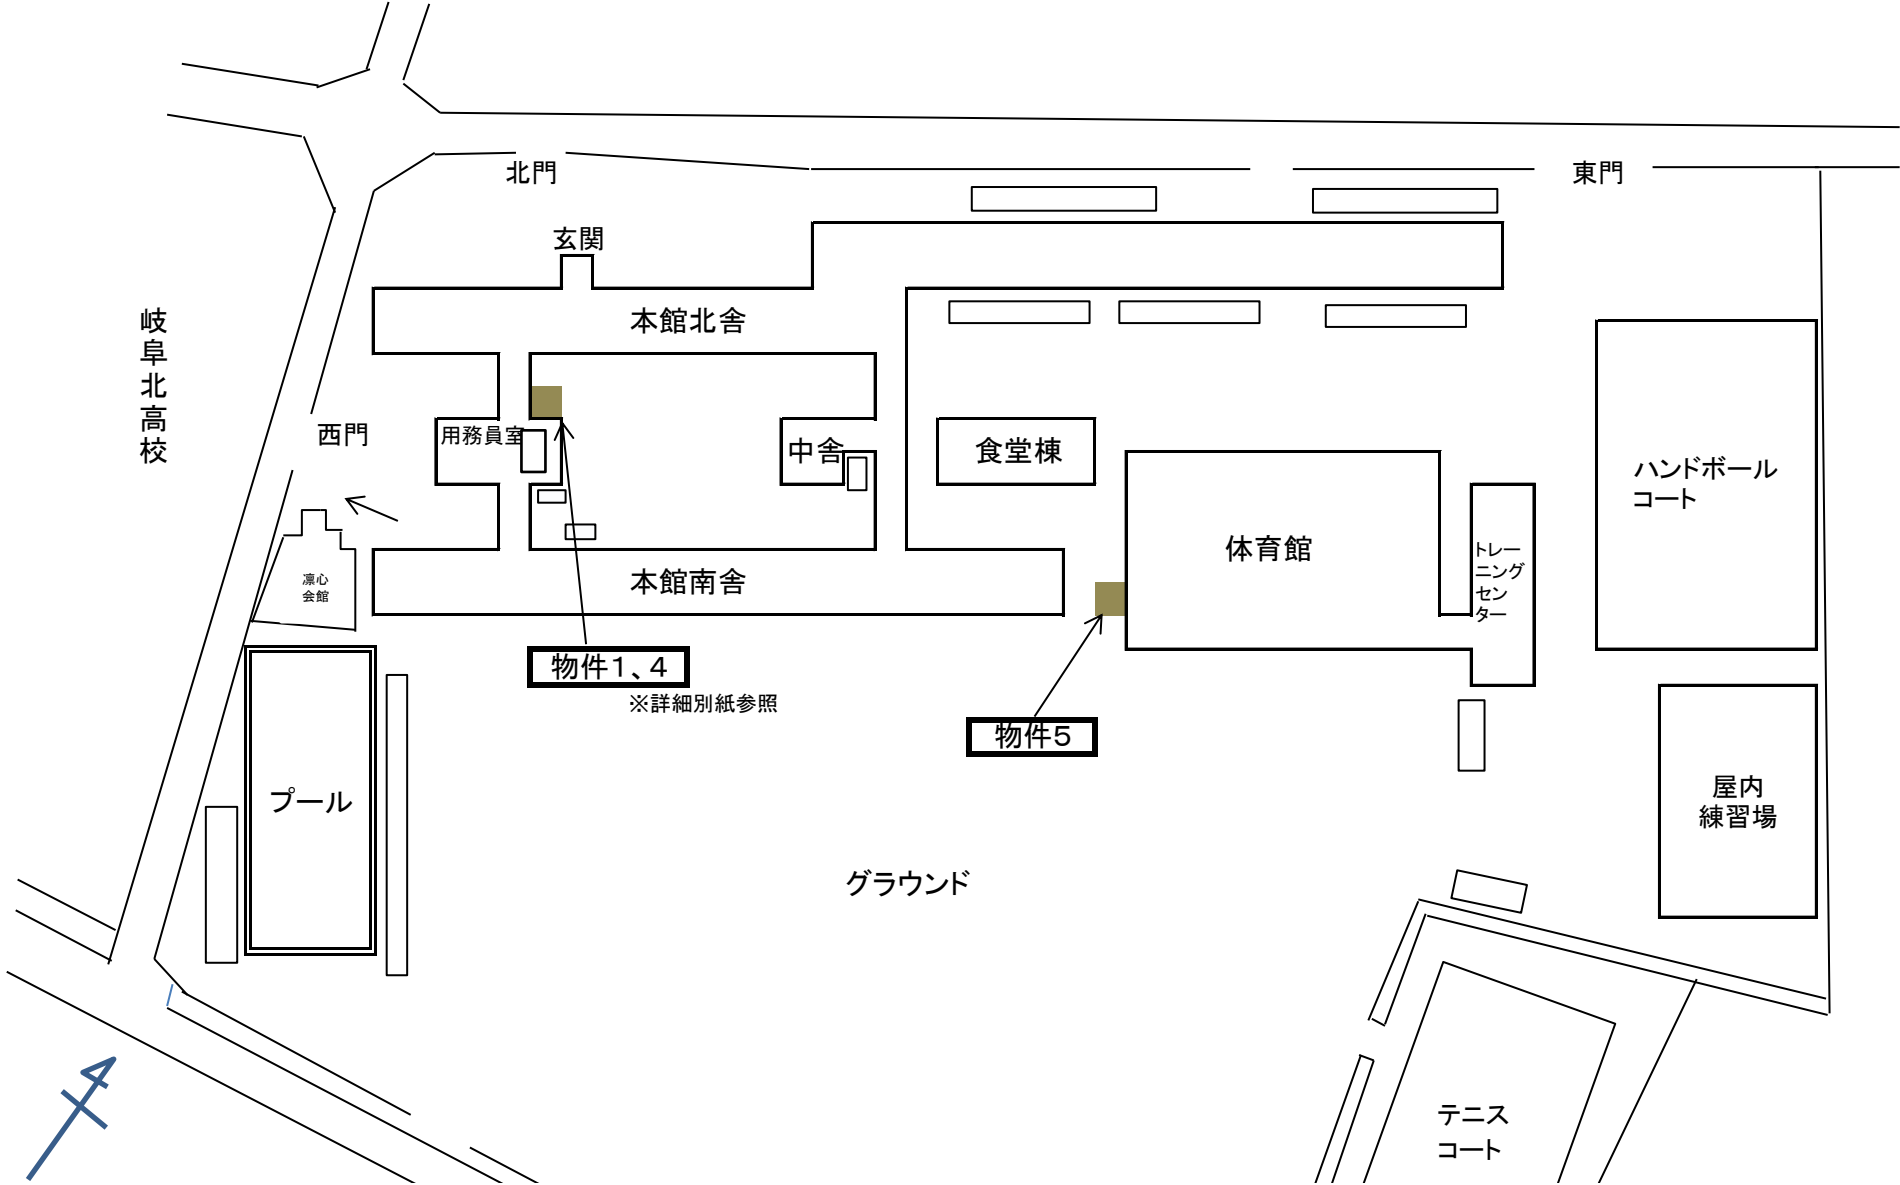 北門
東門
玄関
岐阜北高校
本館北舎
西門
用務員室
中舎
食堂棟
ハンドボール
コート
体育館
トレー
ニング
セン
ター
凛心
会館
本館南舎
物件１、４
※詳細別紙参照
物件５
プール
屋内
練習場
グラウンド
テニス
コート